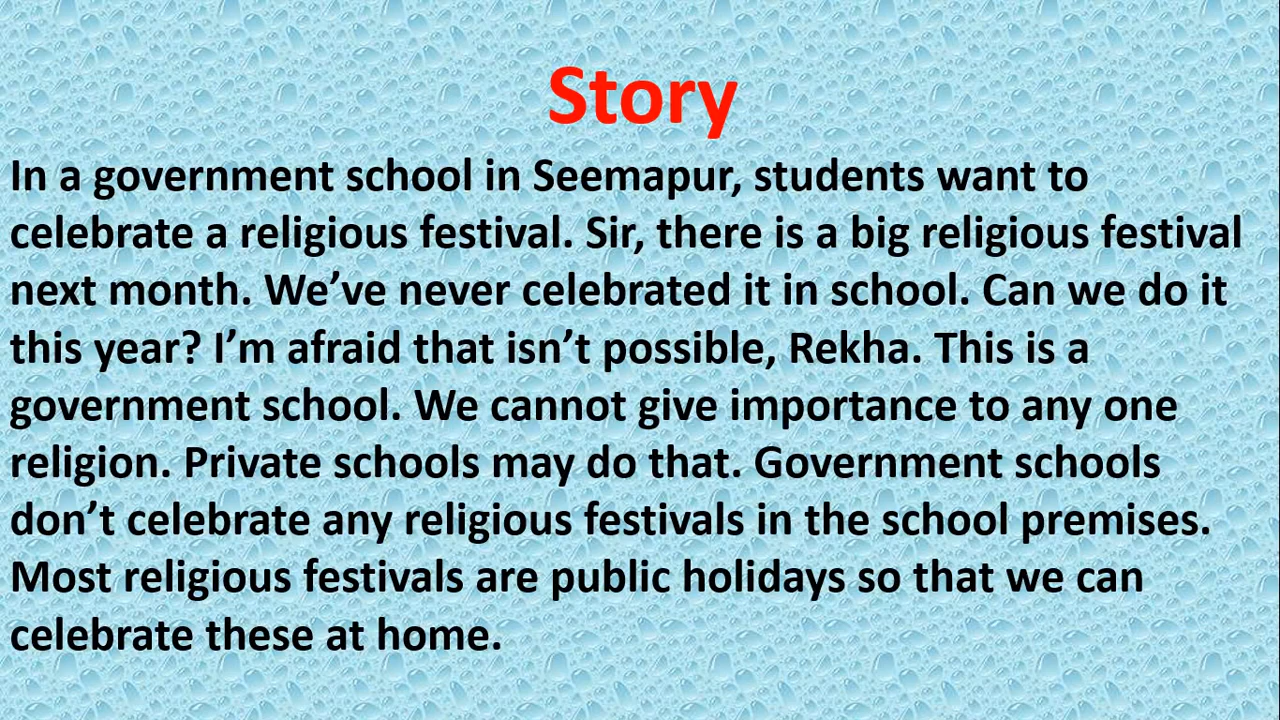 Story
In a government school in Seemapur, students want to
celebrate a religious festival. Sir, there is a big religious festival
next month. We’ve never celebrated it in school. Can we do it
this year? I’m afraid that isn’t possible, Rekha. This is a
government school. We cannot give importance to any one
religion. Private schools may do that. Government schools
don’t celebrate any religious festivals in the school premises.
Most religious festivals are public holidays so that we can
celebrate these at home.